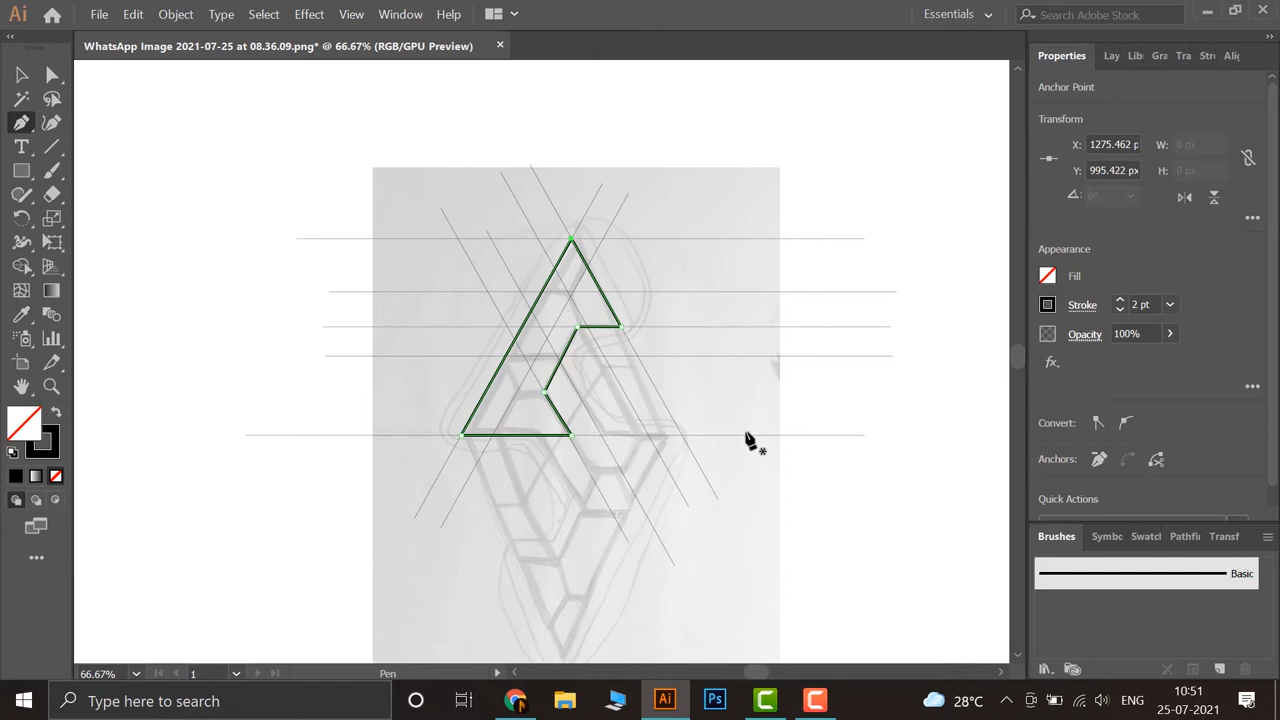 Ai File Edit Object Type Select Effect View Window Help Essentials Search Adobe Stock
WhatsApp Image 2021-07-25 at 08.36.09.png* @ 66.67% (RGB/GPU Preview)
Properties Lay Lib Gra Tra Stro Alig
Anchor Point
Transform
X: 1275.462 p W: 0 px
Y: 995.422 px H: 0 px
0°
Appearance
Fill
Stroke 2 pt
Opacity 100%
fx.
Convert:
Anchors:
Quick Actions
Brushes Symbo Swatcl Pathfi Transf
Basic
66.67% 1 Pen
Type here to search Ai Ps 28°C ENG 10:51
25-07-2021